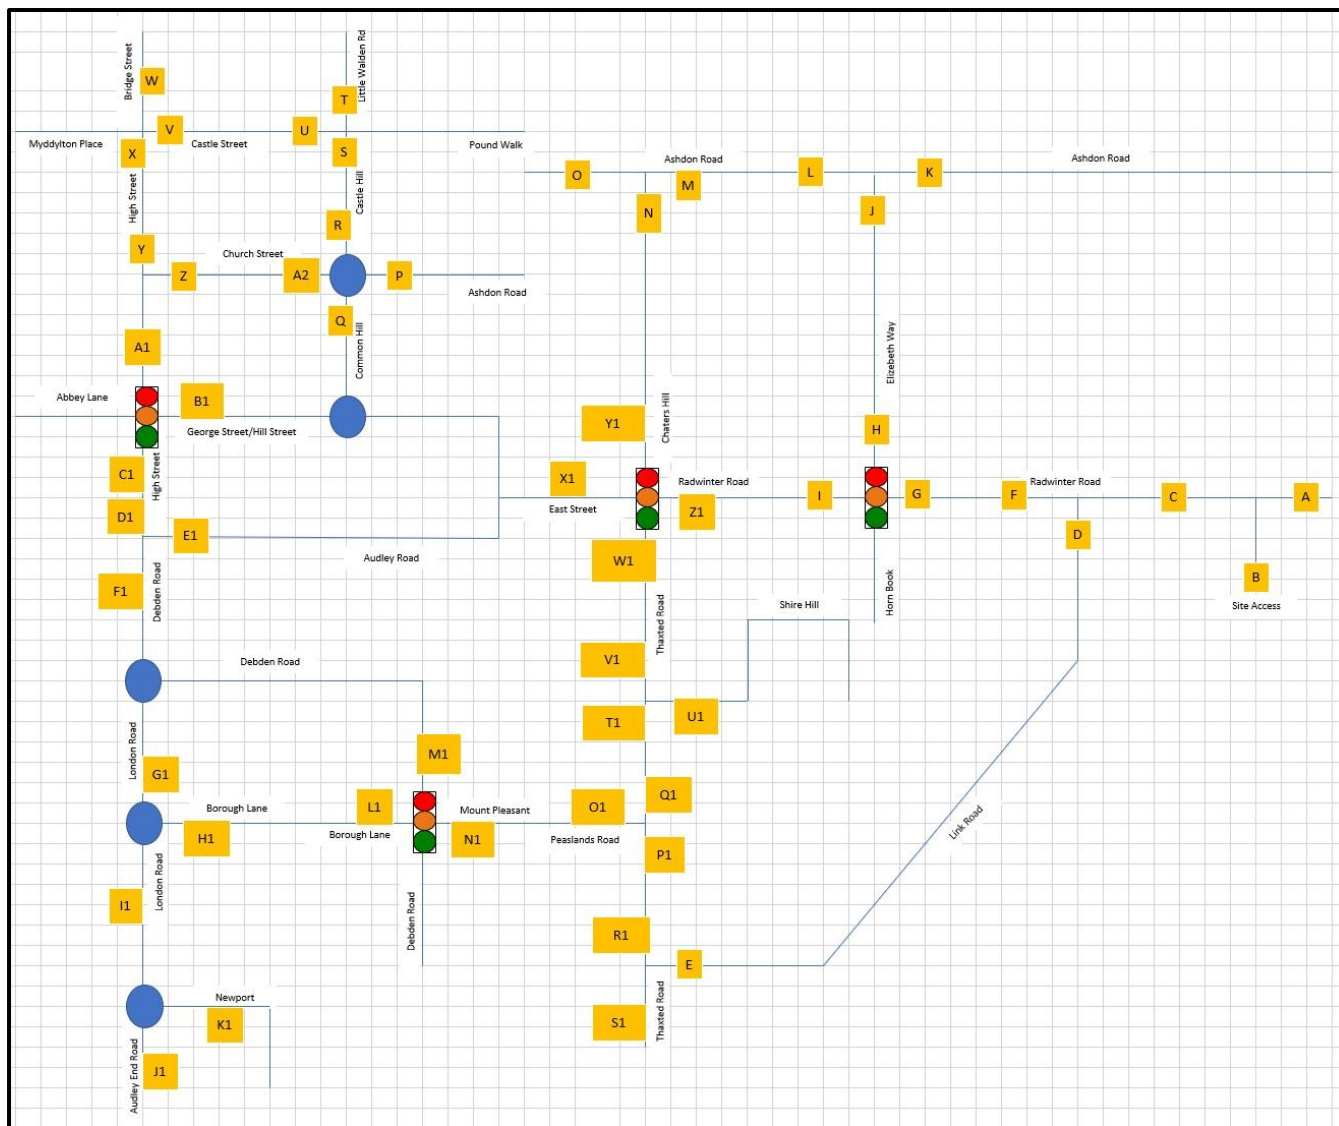 Bridge Street
W
Little Walden Rd
T
V
U
Myddylton Place
Castle Street
Pound Walk
X
S
Ashdon Road
Ashdon Road
O
M
L
K
High Street
Castle Hill
N
J
R
Y
Church Street
Z
A2
P
Ashdon Road
Q
A1
Common Hill
Elizebeth Way
Abbey Lane
B1
George Street/Hill Street
Y1
Chaters Hill
H
C1
High Street
X1
Radwinter Road
Radwinter Road
I
G
F
C
A
East Street
Z1
D1
E1
Audley Road
D
W1
F1
Debden Road
Horn Book
B
Site Access
Shire Hill
Thaxted Road
Debden Road
V1
U1
T1
London Road
M1
G1
Q1
Borough Lane
L1
Mount Pleasant
O1
H1
Borough Lane
N1
Peaslands Road
P1
Link Road
London Road
I1
Debden Road
R1
E
Newport
Thaxted Road
K1
S1
Audley End Road
J1